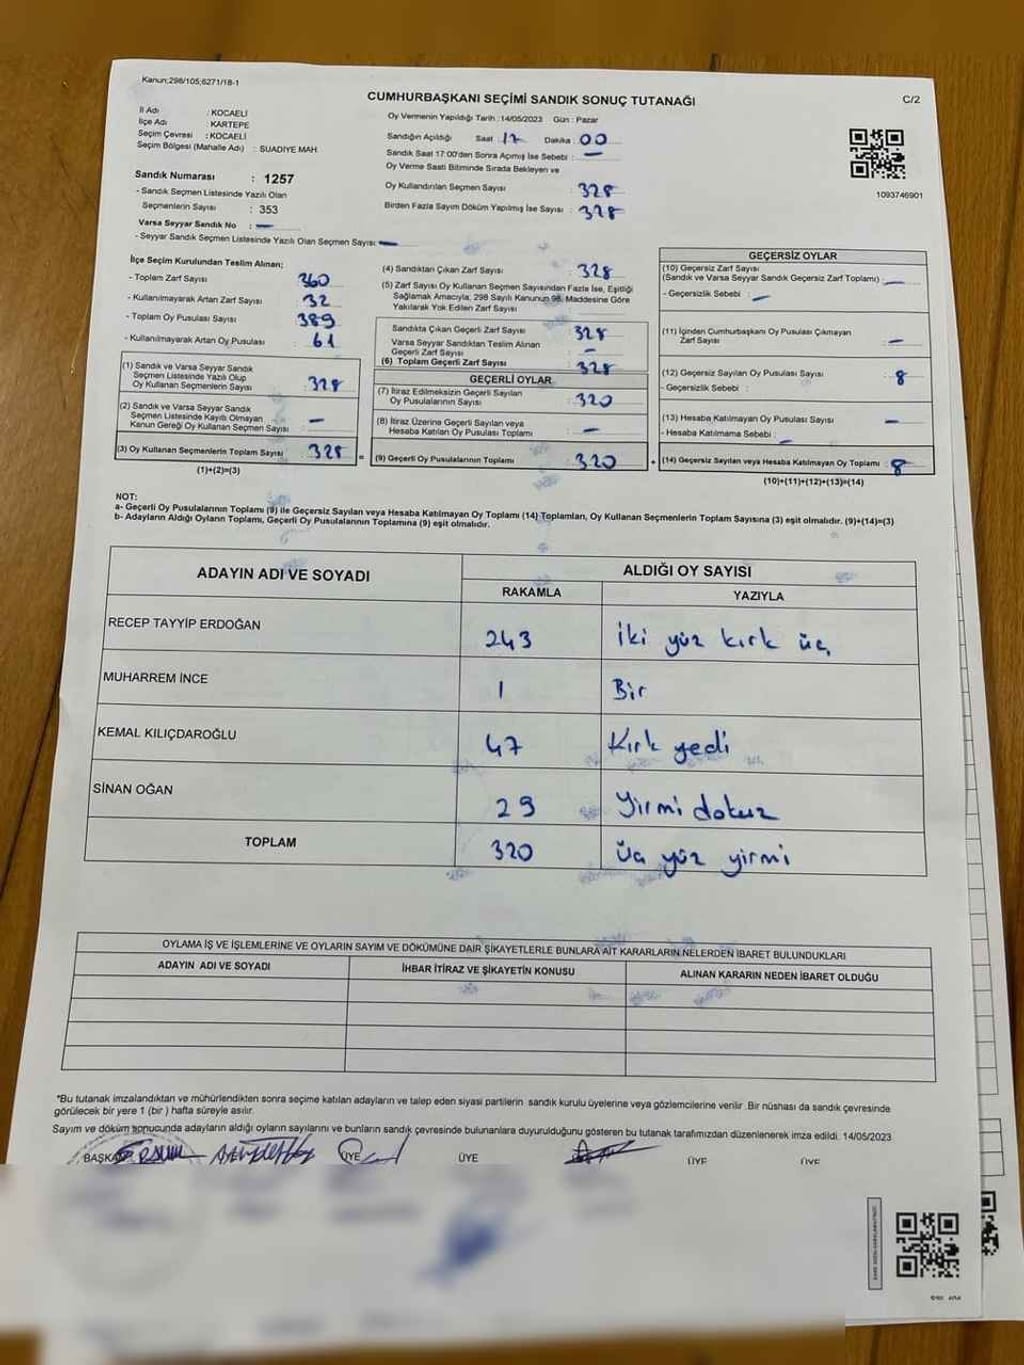 Kanun;298/105;6271/18-1
CUMHURBAŞKANI SEÇİMİ SANDIK SONUÇ TUTANAĞI
C/2
İl Adı : KOCAELİ
İlçe Adı : KARTEPE
Seçim Çevresi : KOCAELİ
Seçim Bölgesi (Mahalle Adı) : SUADİYE MAH.
Sandık Numarası : 1257
- Sandık Seçmen Listesinde Yazılı Olan
Seçmenlerin Sayısı : 353
Varsa Seyyar Sandık No : —
- Seyyar Sandık Seçmen Listesinde Yazılı Olan Seçmen Sayısı: —
Oy Vermenin Yapıldığı Tarih :14/05/2023 Gün : Pazar
Sandığın Açıldığı Saat 17 Dakika 00
Sandık Saat 17:00'den Sonra Açımış İse Sebebi : —
Oy Verme Saati Bitiminde Sırada Bekleyen ve
Oy Kullandırılan Seçmen Sayısı : 328
Birden Fazla Sayım Döküm Yapılmış İse Sayısı : 328
1093746901
İlçe Seçim Kurulundan Teslim Alınan;
- Toplam Zarf Sayısı : 360
- Kullanılmayarak Artan Zarf Sayısı : 32
- Toplam Oy Pusulası Sayısı : 389
- Kullanılmayarak Artan Oy Pusulası : 61
(1) Sandık ve Varsa Seyyar Sandık
Seçmen Listesinde Yazılı Olup
Oy Kullanan Seçmenlerin Sayısı : 328
(2) Sandık ve Varsa Seyyar Sandık
Seçmen Listesinde Kayıtlı Olmayan
Kanun Gereği Oy Kullanan Seçmen Sayısı : —
(3) Oy Kullanan Seçmenlerin Toplam Sayısı : 328
(1)+(2)=(3)
(4) Sandıktan Çıkan Zarf Sayısı : 328
(5) Zarf Sayısı Oy Kullanan Seçmen Sayısından Fazla İse, Eşitliği
Sağlamak Amacıyla; 298 Sayılı Kanunun 98. Maddesine Göre
Yakılarak Yok Edilen Zarf Sayısı :
Sandıkta Çıkan Geçerli Zarf Sayısı : 328
Varsa Seyyar Sandıktan Teslim Alınan
Geçerli Zarf Sayısı : —
(6) Toplam Geçerli Zarf Sayısı : 328
GEÇERLİ OYLAR
(7) İtiraz Edilmeksizin Geçerli Sayılan
Oy Pusulalarının Sayısı : 320
(8) İtiraz Üzerine Geçerli Sayılan veya
Hesaba Katılan Oy Pusulası Toplamı : —
= (9) Geçerli Oy Pusulalarının Toplamı : 320 +
GEÇERSİZ OYLAR
(10) Geçersiz Zarf Sayısı
(Sandık ve Varsa Seyyar Sandık Geçersiz Zarf Toplamı) : —
- Geçersizlik Sebebi : —
(11) İçinden Cumhurbaşkanı Oy Pusulası Çıkmayan
Zarf Sayısı : —
(12) Geçersiz Sayılan Oy Pusulası Sayısı : 8
- Geçersizlik Sebebi :
(13) Hesaba Katılmayan Oy Pusulası Sayısı : —
- Hesaba Katılmama Sebebi : —
(14) Geçersiz Sayılan veya Hesaba Katılmayan Oy Toplamı : 8
(10)+(11)+(12)+(13)=(14)
NOT:
a- Geçerli Oy Pusulalarının Toplamı (9) ile Geçersiz Sayılan veya Hesaba Katılmayan Oy Toplamı (14) Toplamları, Oy Kullanan Seçmenlerin Toplam Sayısına (3) eşit olmalıdır. (9)+(14)=(3)
b- Adayların Aldığı Oyların Toplamı, Geçerli Oy Pusulalarının Toplamına (9) eşit olmalıdır.
ADAYIN ADI VE SOYADI
ALDIĞI OY SAYISI
RAKAMLA YAZIYLA
RECEP TAYYİP ERDOĞAN 243 iki yüz kırk üç
MUHARREM İNCE 1 Bir
KEMAL KILIÇDAROĞLU 47 Kırk yedi
SİNAN OĞAN 29 Yirmi dokuz
TOPLAM 320 Üç yüz yirmi
OYLAMA İŞ VE İŞLEMLERİNE VE OYLARIN SAYIM VE DÖKÜMÜNE DAİR ŞİKAYETLERLE BUNLARA AİT KARARLARIN NELERDEN İBARET BULUNDUKLARI
ADAYIN ADI VE SOYADI İHBAR İTİRAZ VE ŞİKAYETİN KONUSU ALINAN KARARIN NEDEN İBARET OLDUĞU
*Bu tutanak imzalandıktan ve mühürlendikten sonra seçime katılan adayların ve talep eden siyasi partilerin sandık kurulu üyelerine veya gözlemcilerine verilir. Bir nüshası da sandık çevresinde
görülecek bir yere 1 (bir) hafta süreyle asılır.
Sayım ve döküm sonucunda adayların aldığı oyların sayılarını ve bunların sandık çevresinde bulunanlara duyurulduğunu gösteren bu tutanak tarafımızdan düzenlenerek imza edildi. 14/05/2023
BAŞKAN ÜYE ÜYE ÜYE ÜYE